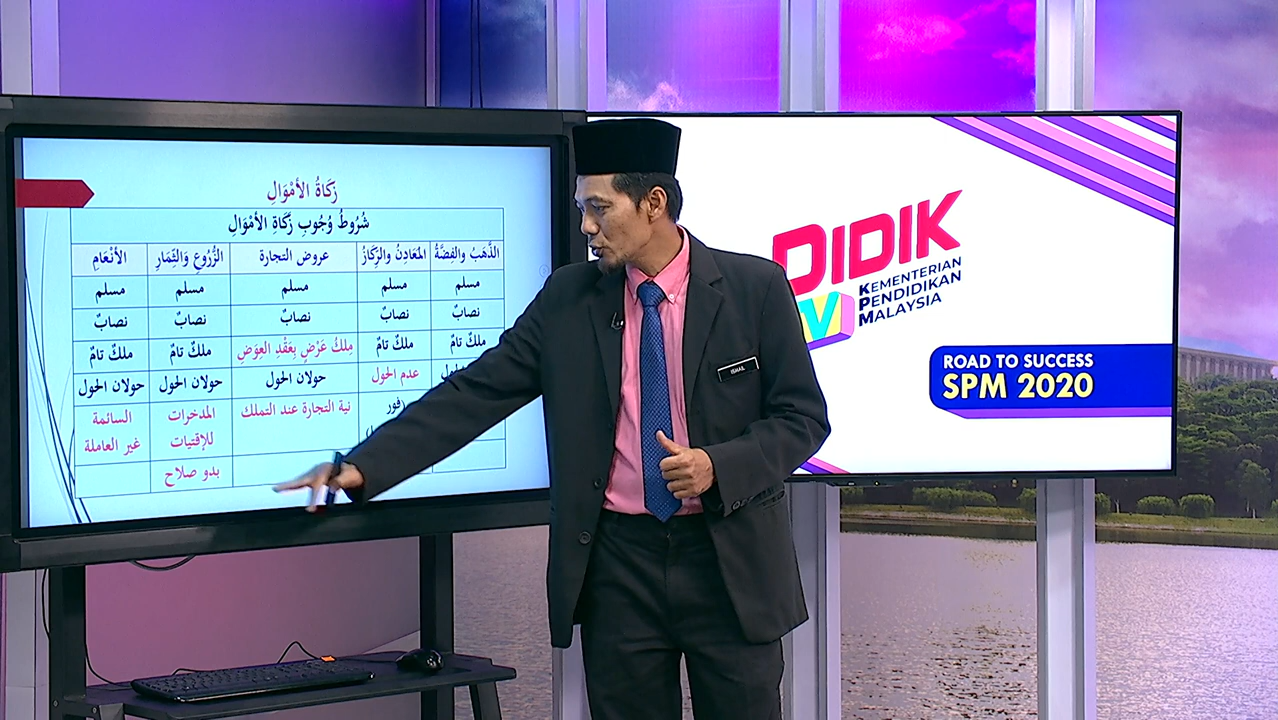 زَكَاةُ الأَمْوَالِ
شُرُوطُ وُجُوبِ زَكَاةِ الأَمْوَالِ
الذَّهَبُ والفِضَّةُ المَعَادِنُ والرِّكَازُ عروض التجارة الزُّرُوعِ وَالثِّمَارِ الأَنْعَامِ
مسلم مسلم مسلم مسلم مسلم
نصابٌ نصابٌ نصابٌ نصابٌ نصابٌ
ملكٌ تامٌ ملكٌ تامٌ مِلكُ عَرْضٍ بِعَقْدِ العِوَضِ ملكٌ تامٌ ملكٌ تامٌ
عدم الحول حولان الحول حولان الحول حولان الحول
(فور نية التجارة عند التملك المدخرات السائمة
للإقتيات غير العاملة
بدو صلاح
DIDIK
TV
KEMENTERIAN
PENDIDIKAN
MALAYSIA
ROAD TO SUCCESS
SPM 2020
ISMAIL